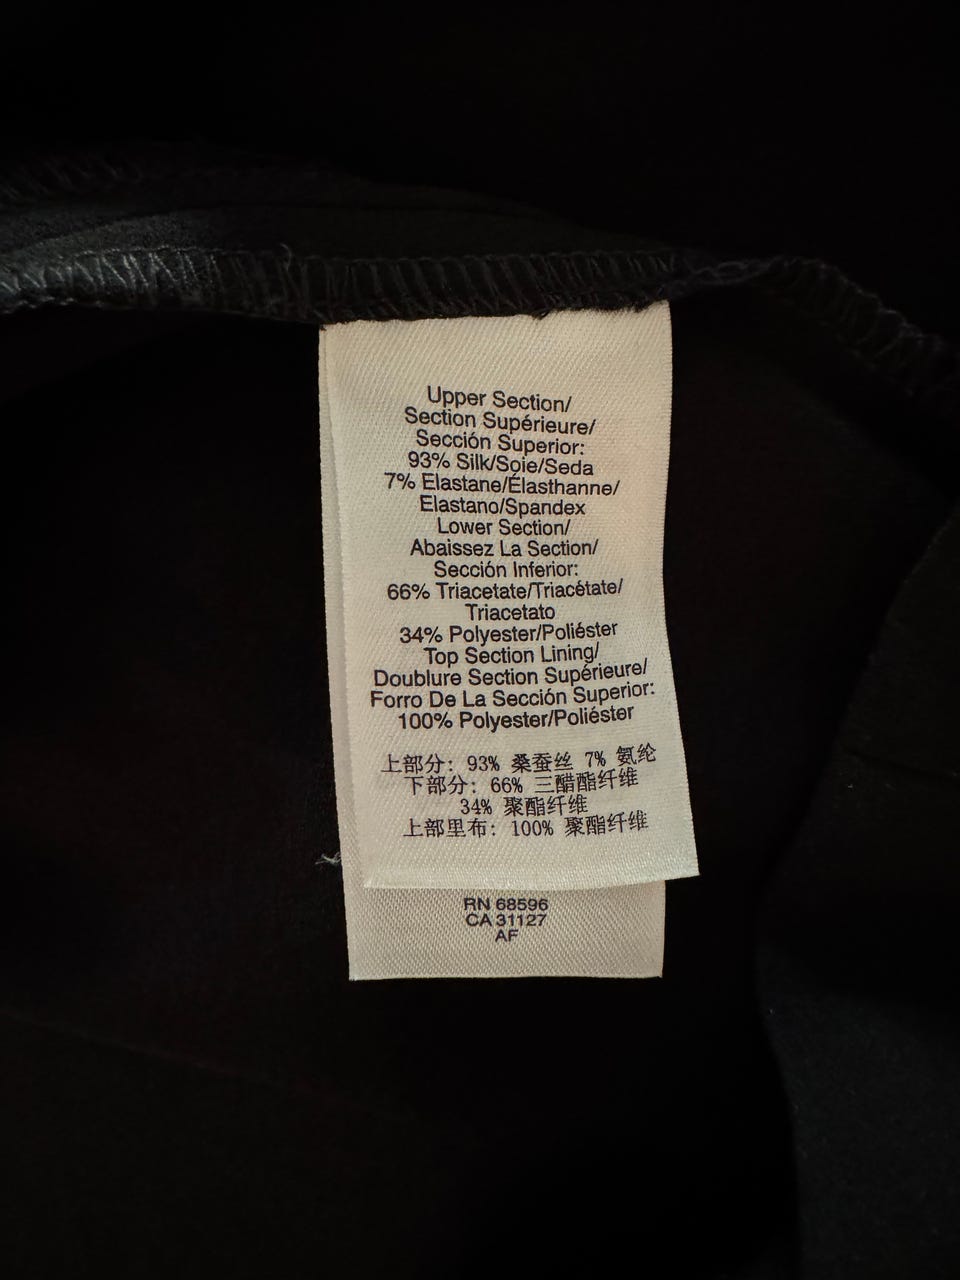 Upper Section/
Section Supérieure/
Sección Superior:
93% Silk/Soie/Seda
7% Elastane/Élasthanne/
Elastano/Spandex
Lower Section/
Abaissez La Section/
Sección Inferior:
66% Triacetate/Triacétate/
Triacetato
34% Polyester/Poliéster
Top Section Lining/
Doublure Section Supérieure/
Forro De La Sección Superior:
100% Polyester/Poliéster
上部分: 93% 桑蚕丝 7% 氨纶
下部分: 66% 三醋酯纤维
34% 聚酯纤维
上部里布: 100% 聚酯纤维
RN 68596
CA 31127
AF